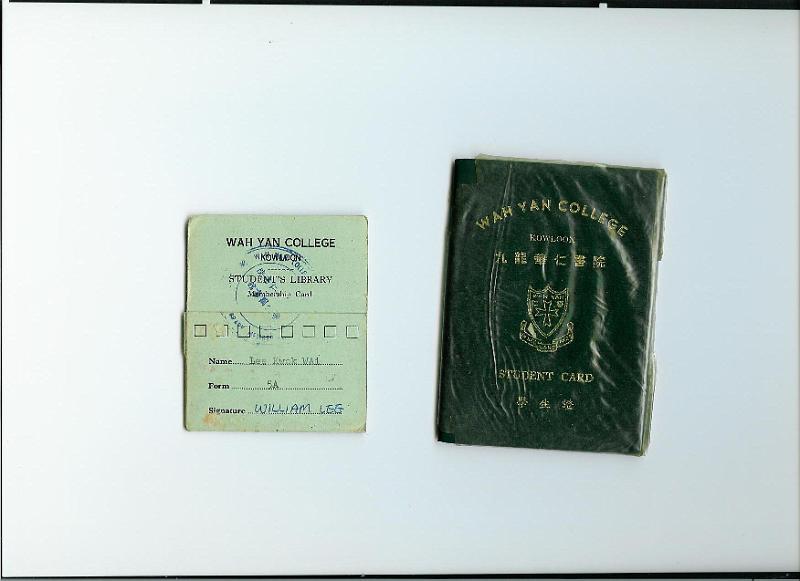 WAH YAN COLLEGE
KOWLOON
STUDENT'S LIBRARY
Membership Card
Name Lee Kwok WAi
Form 5A
Signature WILLIAM LEE
WAH YAN COLLEGE
KOWLOON
九龍華仁書院
STUDENT CARD
學生證